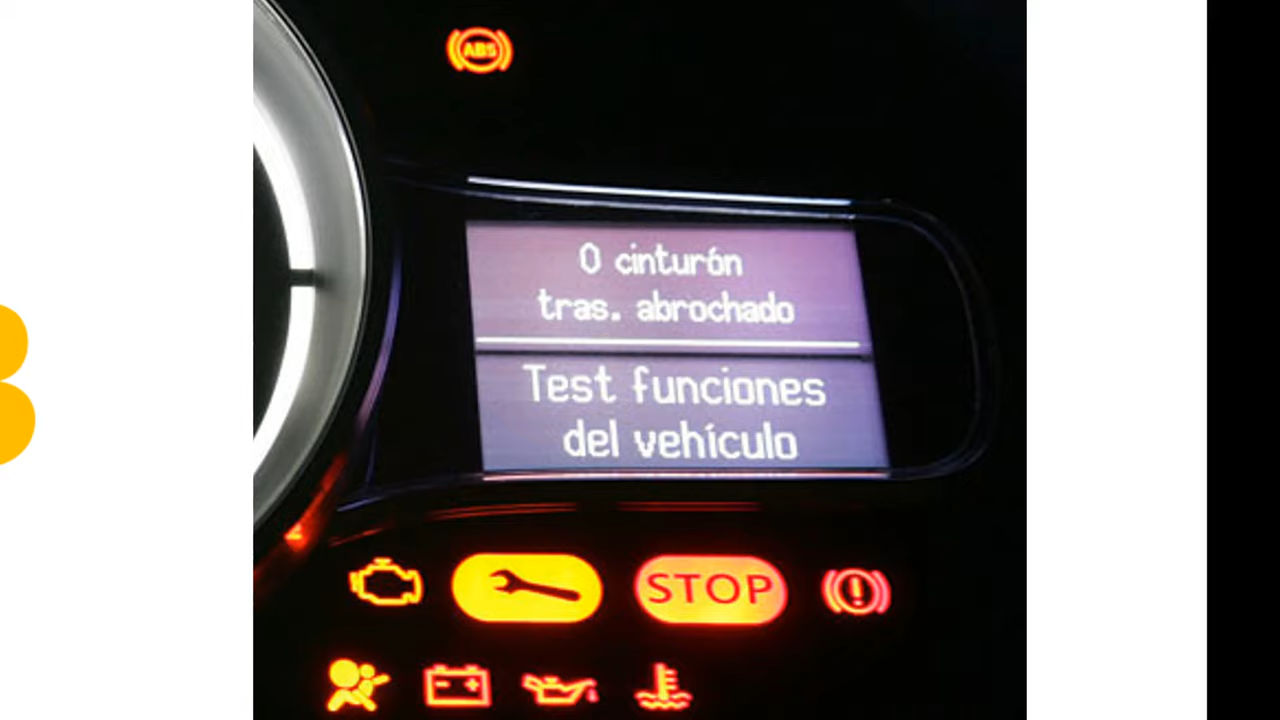 ABS
0 cinturón
tras. abrochado
Test funciones
del vehículo
STOP